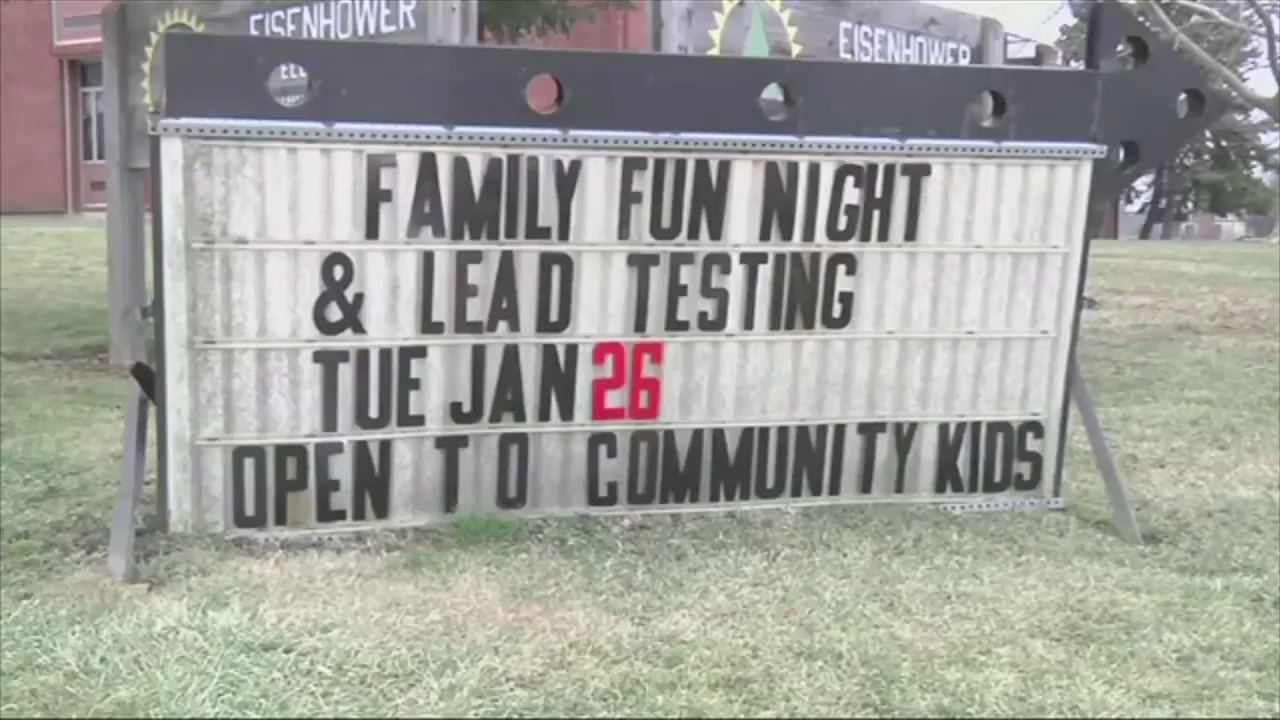 EISENHOWER
EISENHOWER
FAMILY FUN NIGHT
& LEAD TESTING
TUE JAN 26
OPEN TO COMMUNITY KIDS